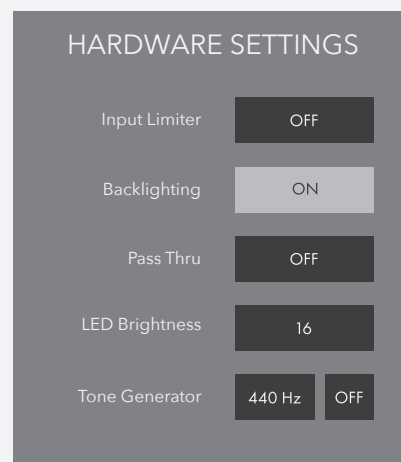 HARDWARE SETTINGS
Input Limiter OFF
Backlighting ON
Pass Thru OFF
LED Brightness 16
Tone Generator 440 Hz OFF